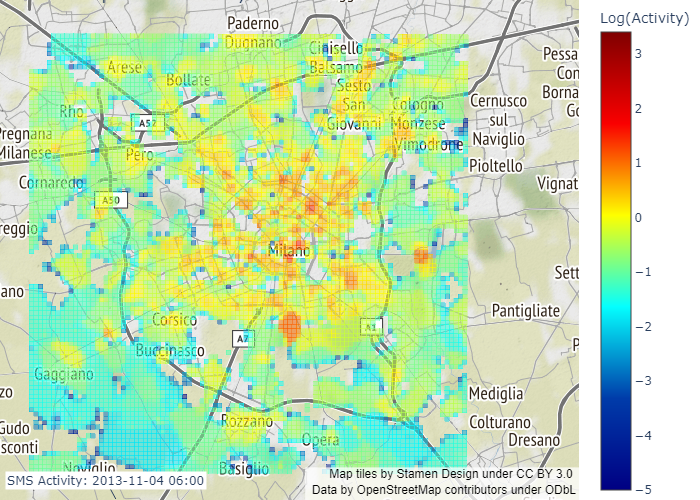 Log(Activity)
Paderno
Dugnano
Cinisello
Balsamo
Arese
Bollate
Sesto
San
Giovanni
Pessa
Con
Borna
Go
Rho
A52
Cologno
Monzese
Cernusco
sul
Naviglio
Pregnana
Milanese
Pero
Vimodrone
Pioltello
Cornaredo
A50
Vignat
reggio
Milano
Sett
ano
Pantigliate
Corsico
A7
A1
Buccinasco
P
Gaggiano
zo
Mediglia
Gudo
sconti
Rozzano
Colturano
Dresano
Opera
Noviglio
Basiglio
SMS Activity: 2013-11-04 06:00
Map tiles by Stamen Design under CC BY 3.0
Data by OpenStreetMap contributors under ODbL
3
2
1
0
−1
−2
−3
−4
−5